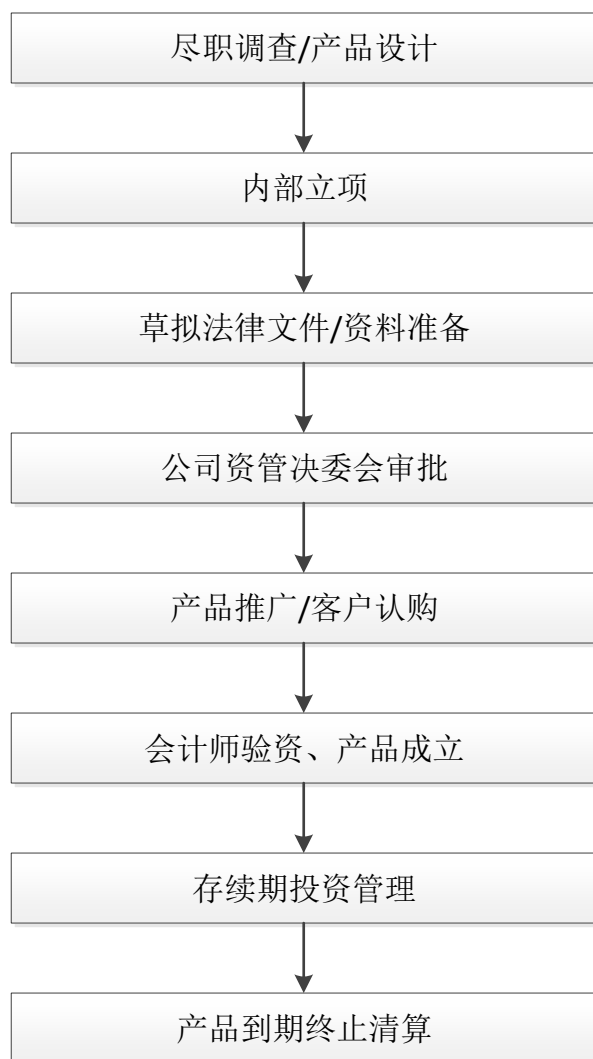 尽职调查/产品设计
内部立项
草拟法律文件/资料准备
公司资管决委会审批
产品推广/客户认购
会计师验资、产品成立
存续期投资管理
产品到期终止清算